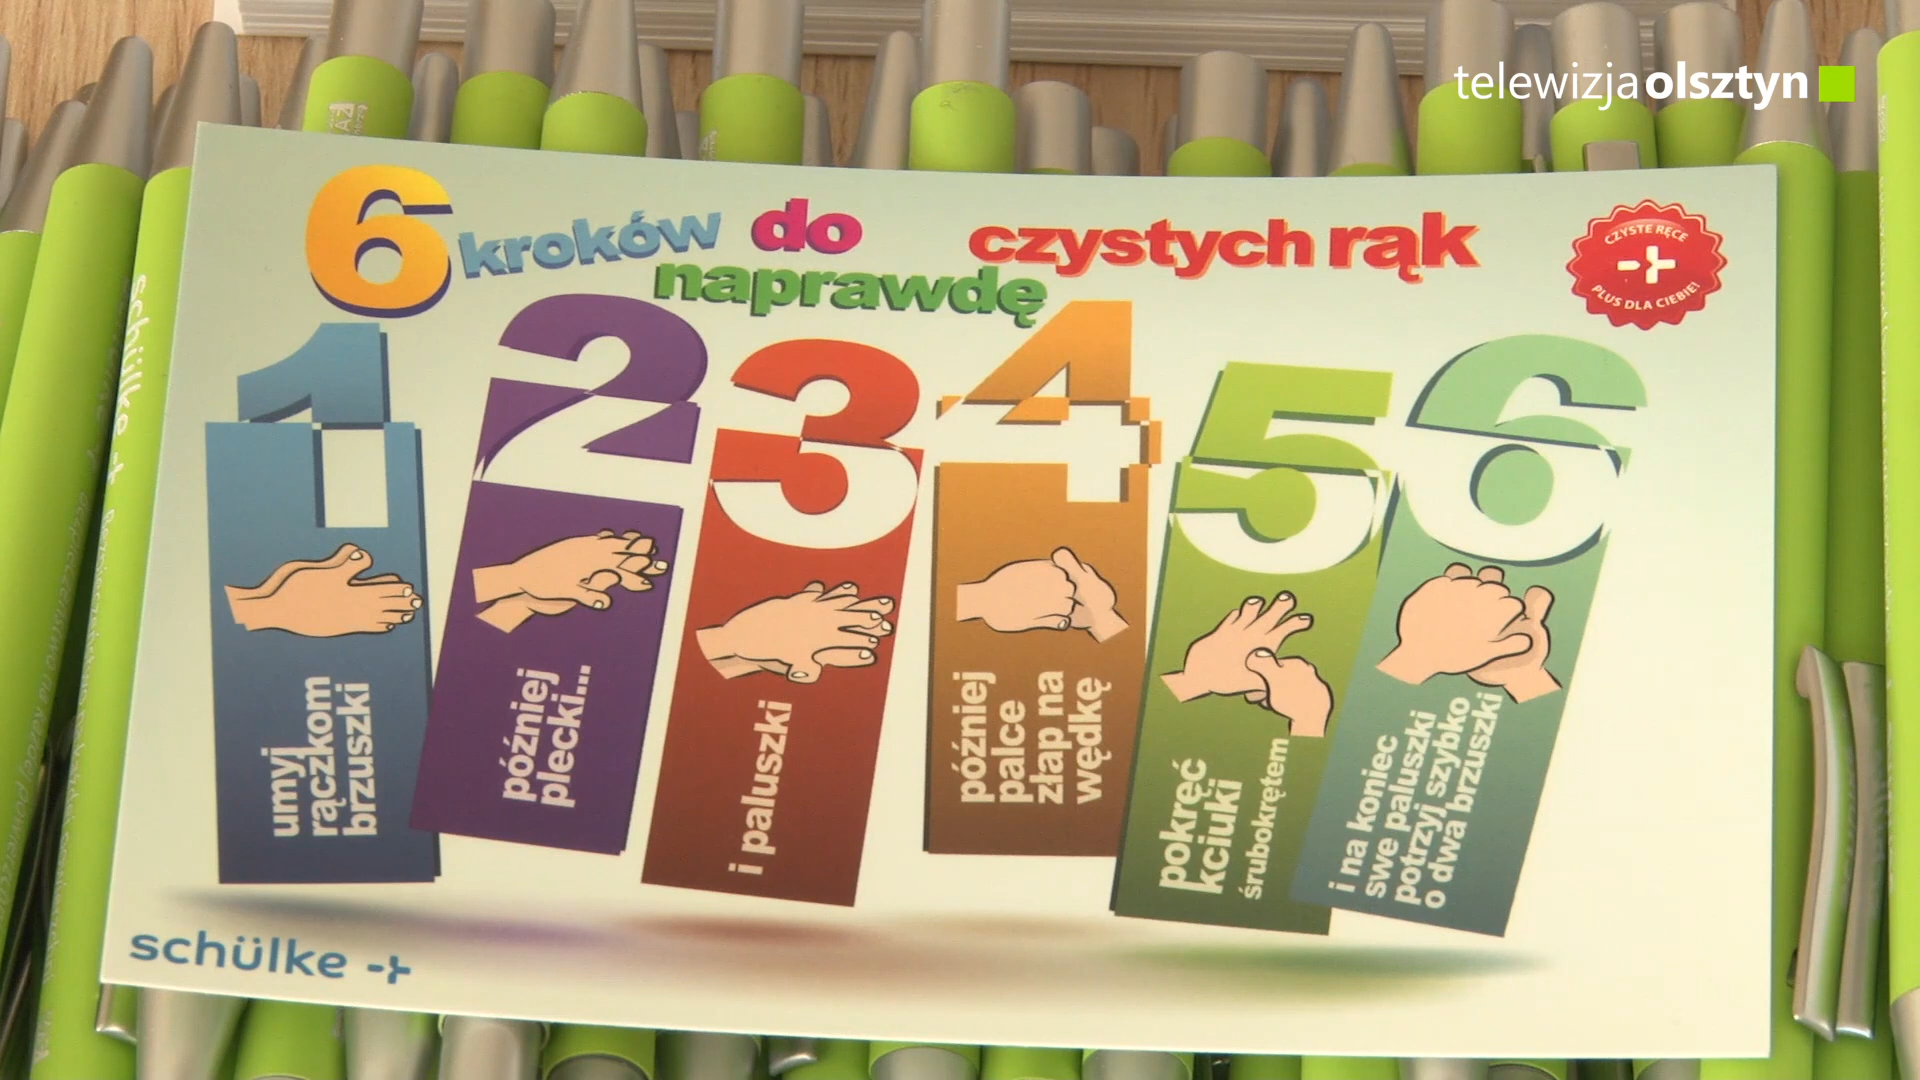 telewizjaolsztyn
6 kroków do
naprawdę
czystych rąk
CZYSTE RĘCE
PLUS DLA CIEBIE!
1
umyj
rączkom
brzuszki
2
później
plecki...
3
i paluszki
4
później
palce
złap na
wędkę
5
pokręć
kciuki
śrubokrętem
6
i na koniec
swe paluszki
potrzyj szybko
o dwa brzuszki
schülke
schülke